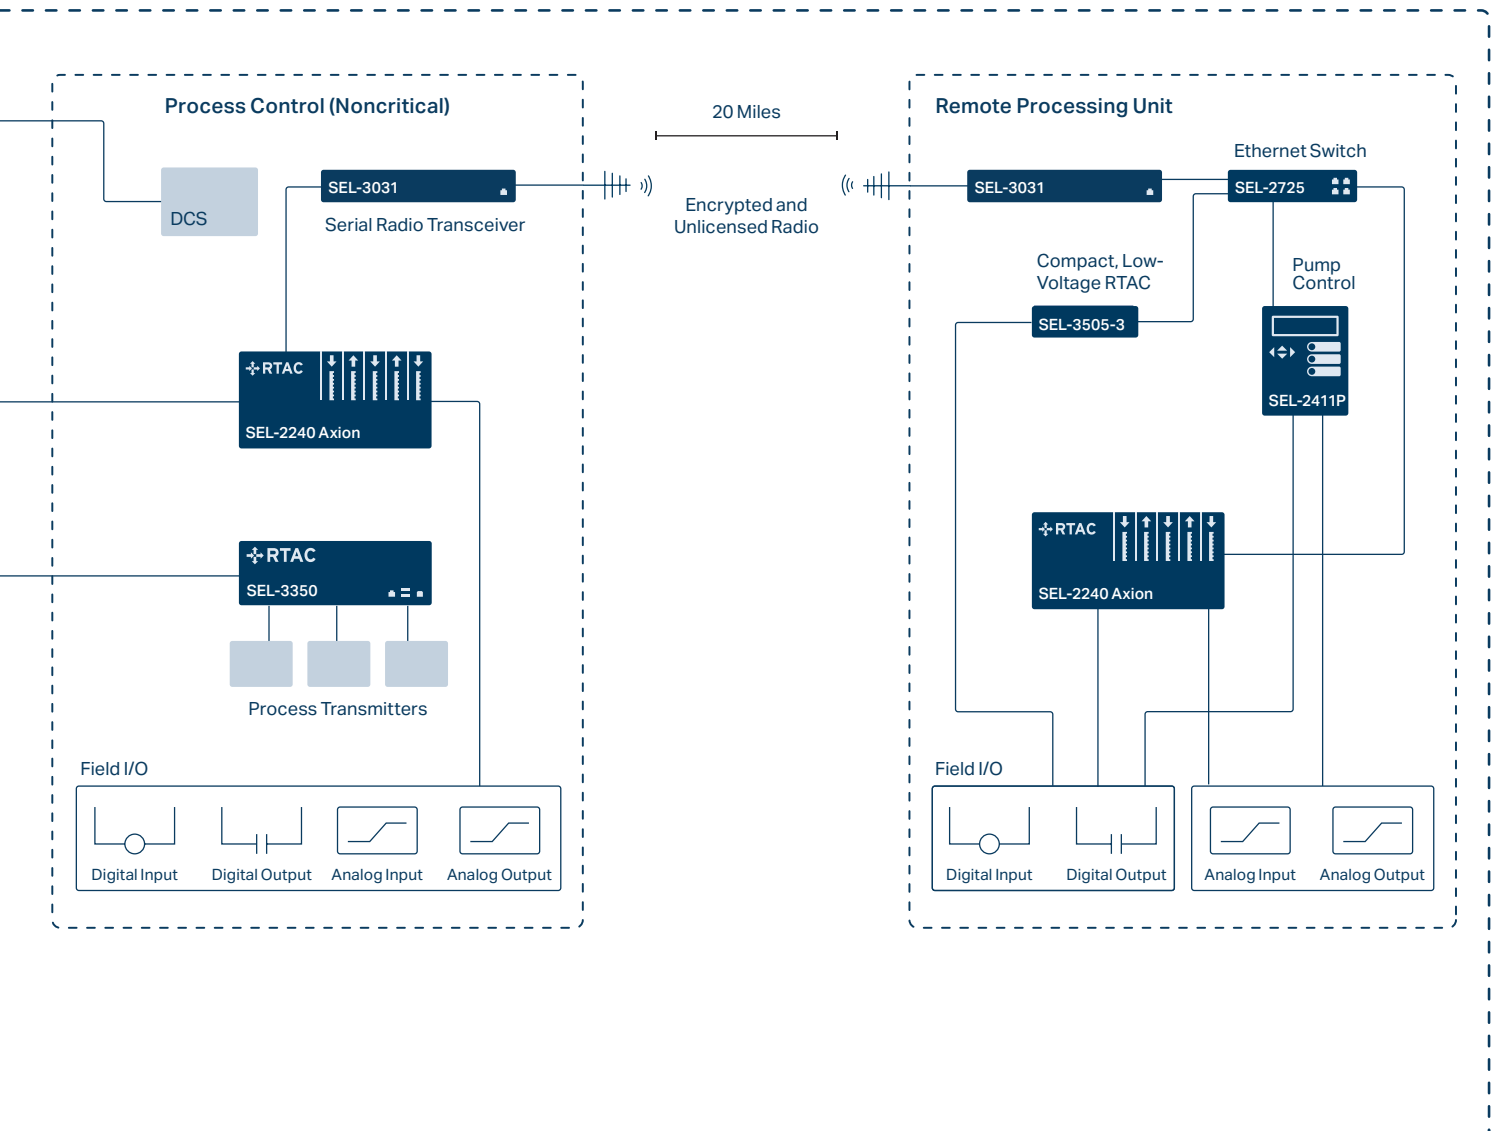 Process Control (Noncritical)
DCS
SEL-3031
Serial Radio Transceiver
RTAC
SEL-2240 Axion
RTAC
SEL-3350
Process Transmitters
Field I/O
Digital Input
Digital Output
Analog Input
Analog Output
20 Miles
Encrypted and
Unlicensed Radio
Remote Processing Unit
Ethernet Switch
SEL-3031
SEL-2725
Compact, Low-
Voltage RTAC
SEL-3505-3
Pump
Control
SEL-2411P
RTAC
SEL-2240 Axion
Field I/O
Digital Input
Digital Output
Analog Input
Analog Output